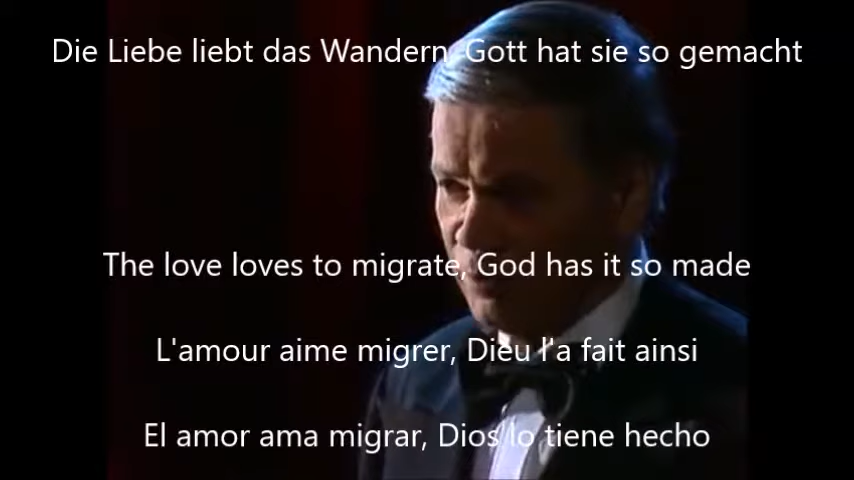 Die Liebe liebt das Wandern, Gott hat sie so gemacht
The love loves to migrate, God has it so made
L'amour aime migrer, Dieu l'a fait ainsi
El amor ama migrar, Dios lo tiene hecho